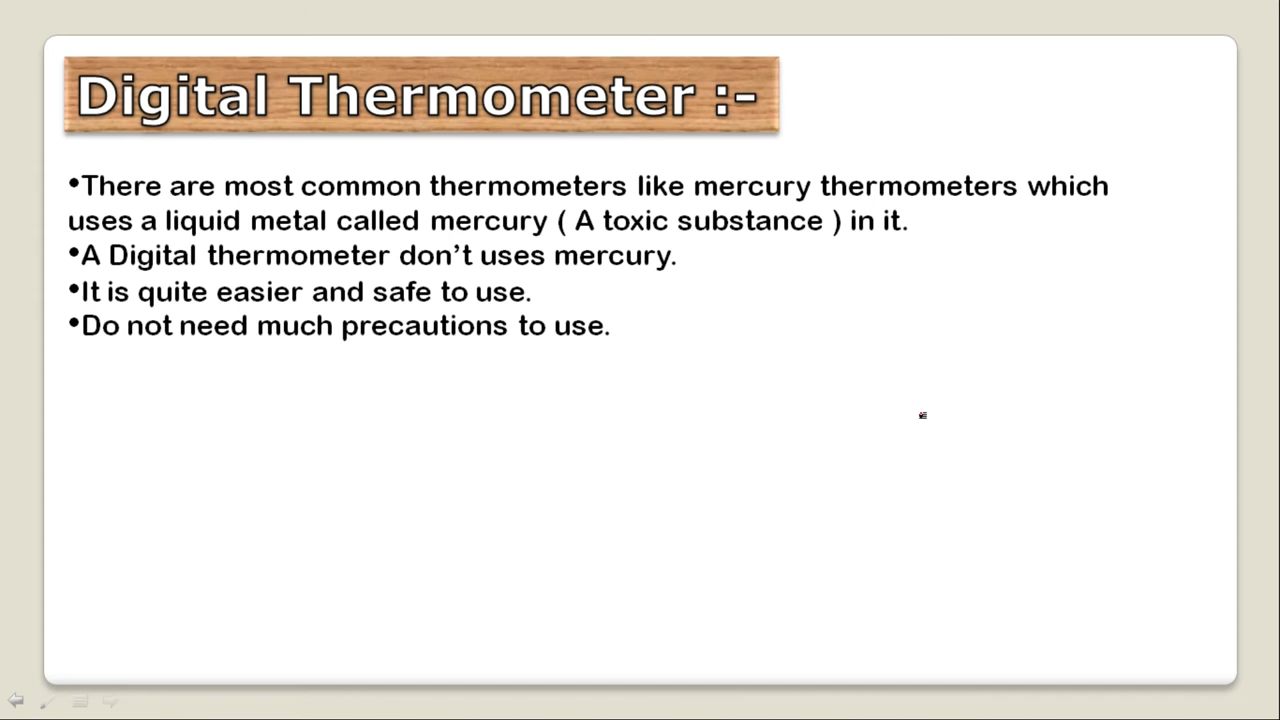 Digital Thermometer :-
•There are most common thermometers like mercury thermometers which
uses a liquid metal called mercury ( A toxic substance ) in it.
•A Digital thermometer don’t uses mercury.
•It is quite easier and safe to use.
•Do not need much precautions to use.